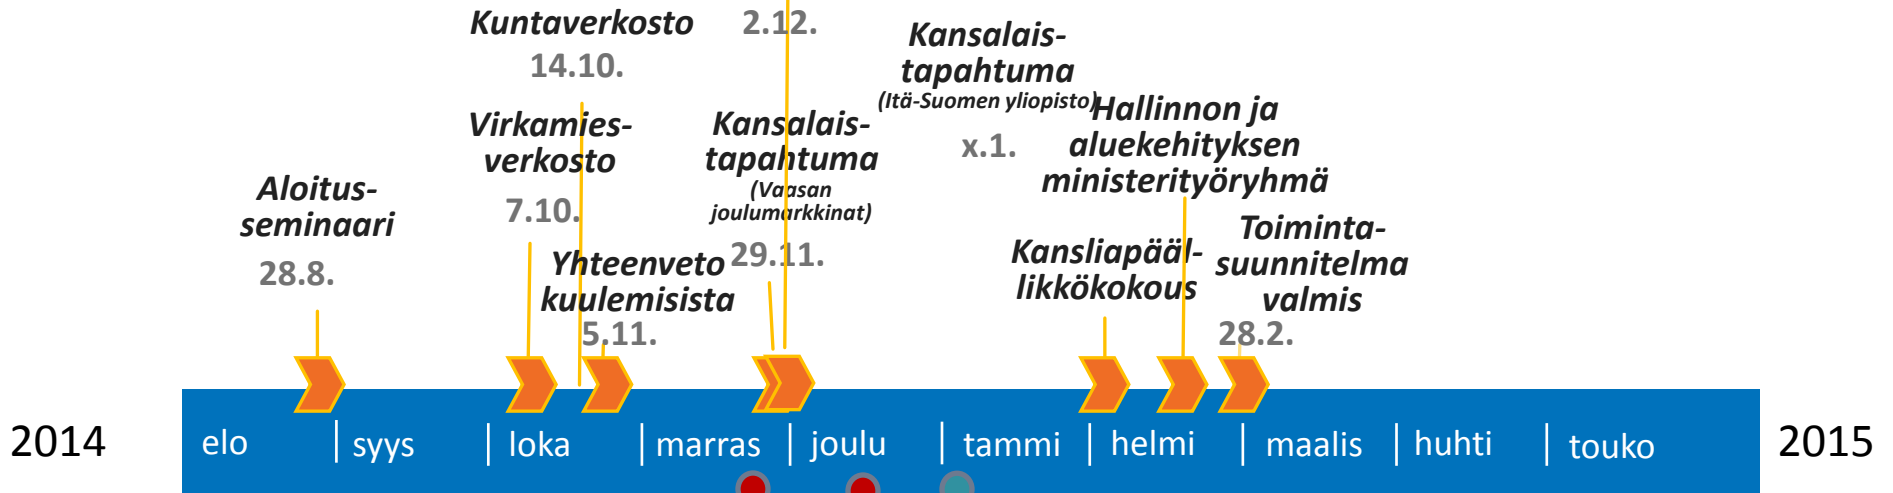 Kuntaverkosto
14.10.
2.12.
Kansalais-
tapahtuma
(Itä-Suomen yliopisto)
x.1.
Virkamies-
verkosto
7.10.
Kansalais-
tapahtuma
(Vaasan
joulumarkkinat)
29.11.
Hallinnon ja
aluekehityksen
ministerityöryhmä
Aloitus-
seminaari
28.8.
Yhteenveto
kuulemisista
5.11.
Kansliapääl-
likkökokous
Toiminta-
suunnitelma
valmis
28.2.
2014
elo
syys
loka
marras
joulu
tammi
helmi
maalis
huhti
touko
2015